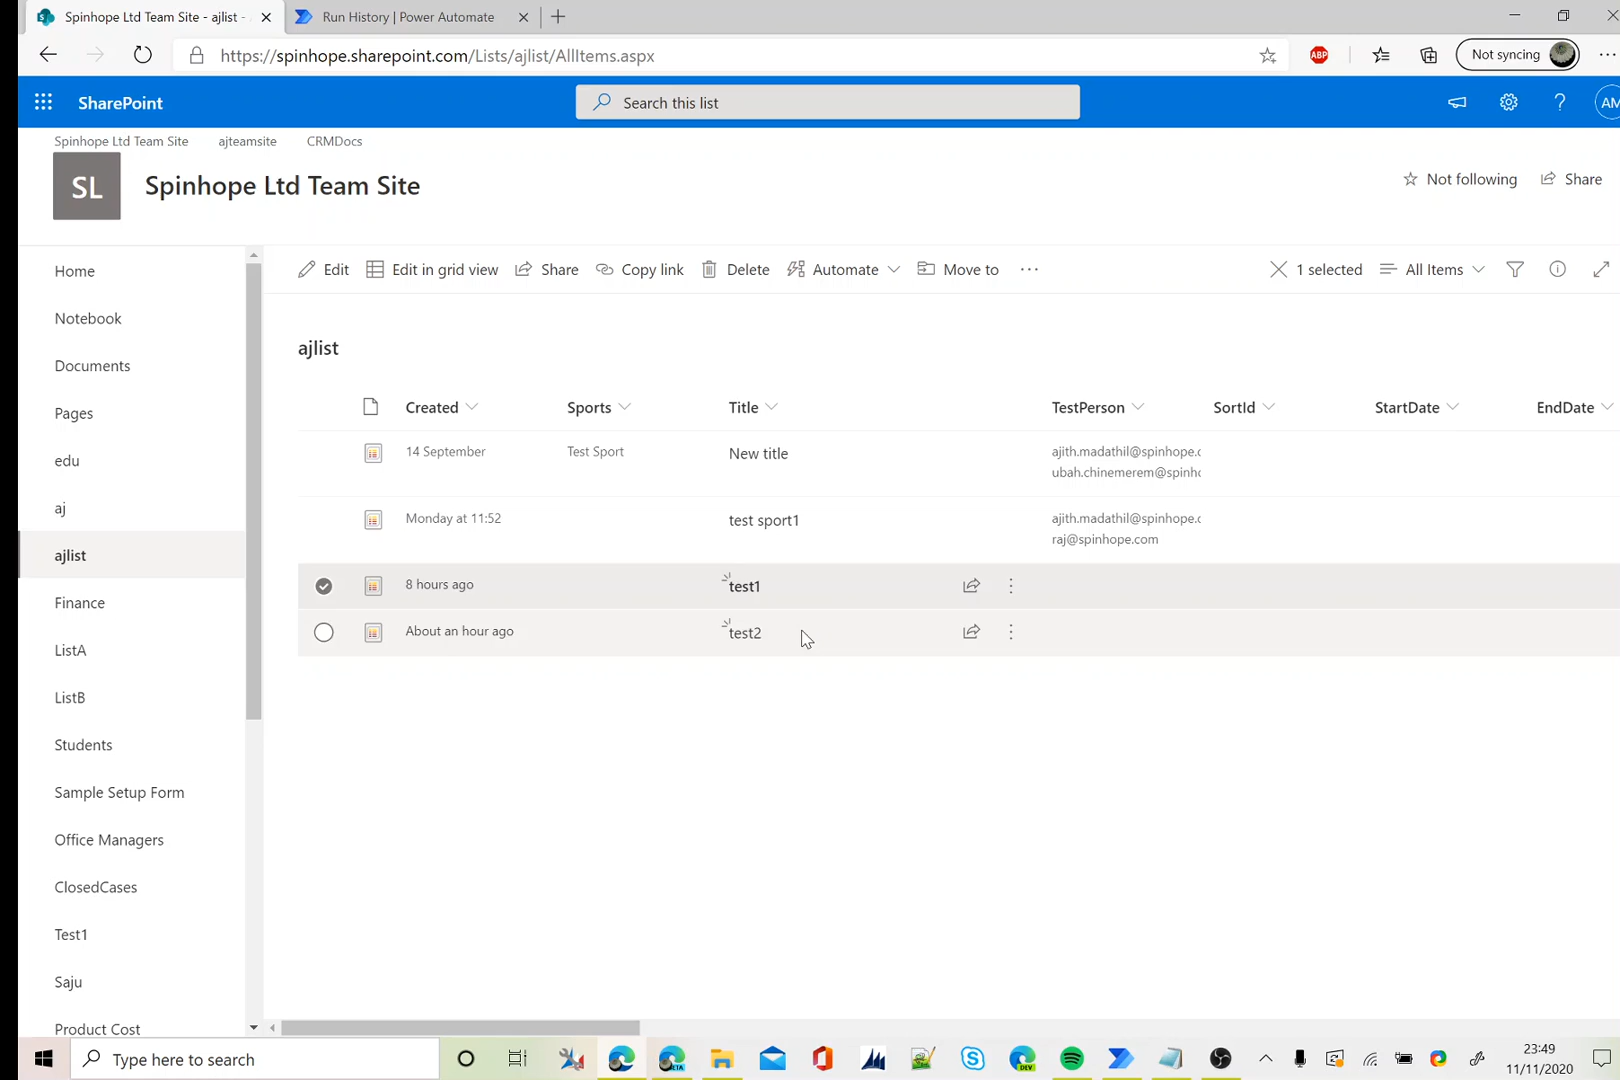 Spinhope Ltd Team Site - ajlist -
Run History | Power Automate
https://spinhope.sharepoint.com/Lists/ajlist/AllItems.aspx
ABP
Not syncing
SharePoint
Search this list
AM
Spinhope Ltd Team Site
ajteamsite
CRMDocs
SL
Spinhope Ltd Team Site
Not following
Share
Edit
Edit in grid view
Share
Copy link
Delete
Automate
Move to
1 selected
All Items
Home
Notebook
Documents
Pages
edu
aj
ajlist
Finance
ListA
ListB
Students
Sample Setup Form
Office Managers
ClosedCases
Test1
Saju
Product Cost
ajlist
Created Sports Title TestPerson SortId StartDate EndDate
14 September Test Sport New title ajith.madathil@spinhope.c
ubah.chinemerem@spinh
Monday at 11:52 test sport1 ajith.madathil@spinhope.c
raj@spinhope.com
8 hours ago test1
About an hour ago test2
Type here to search
BETA
DEV
23:49
11/11/2020